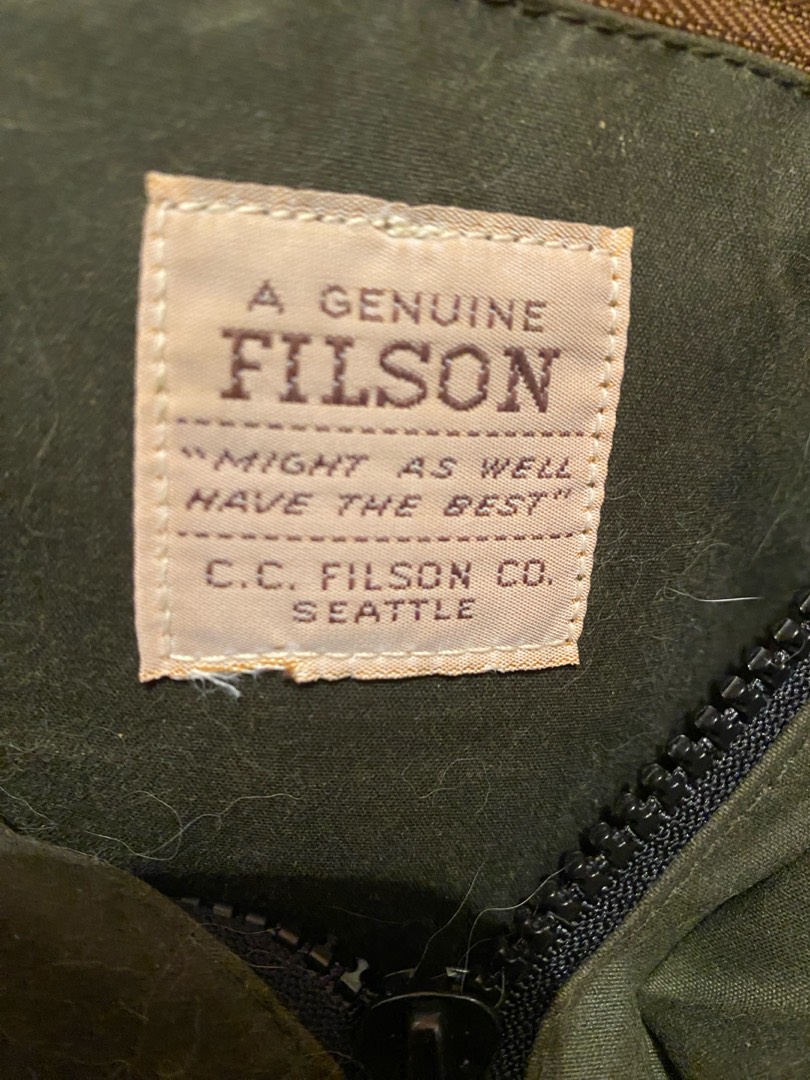 A GENUINE
FILSON
"MIGHT AS WELL
HAVE THE BEST"
C.C. FILSON CO.
SEATTLE